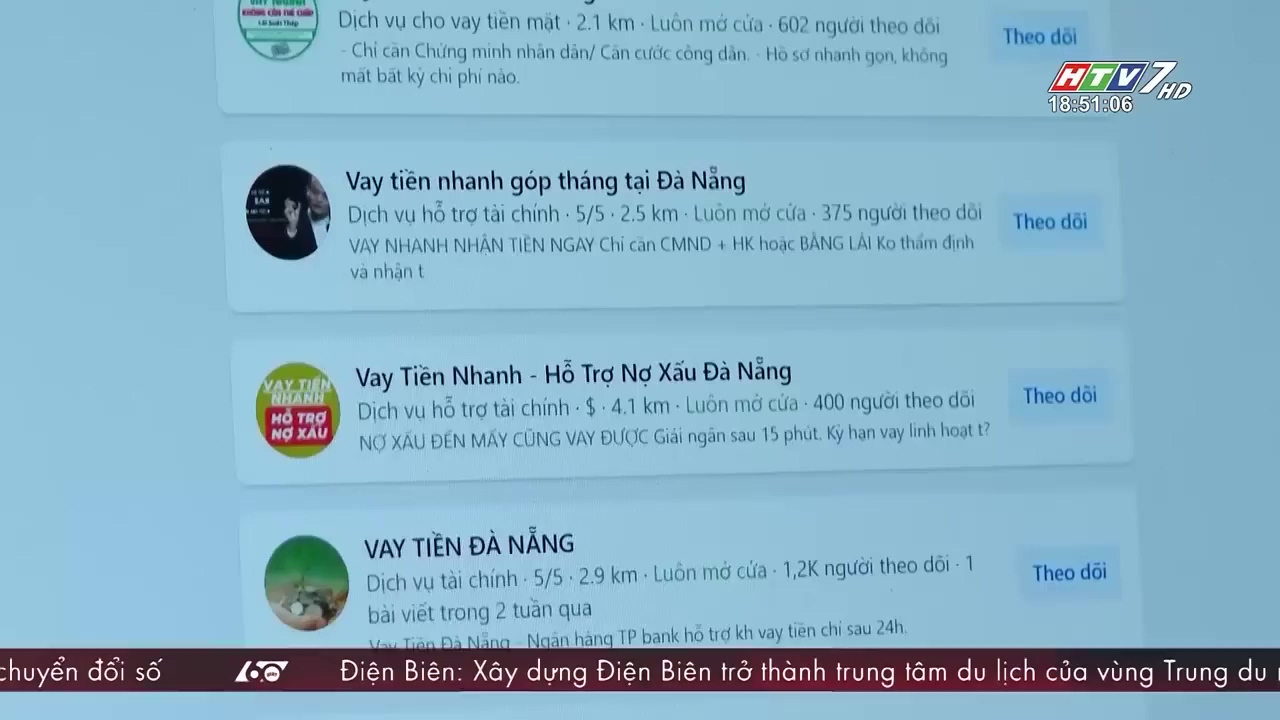 KHÔNG CẦN THẾ CHẤP
Lãi Suất Thấp
Dịch vụ cho vay tiền mặt · 2.1 km · Luôn mở cửa · 602 người theo dõi
- Chỉ cần Chứng minh nhân dân/ Căn cước công dân. - Hồ sơ nhanh gọn, không
mất bất kỳ chi phí nào.
Theo dõi
HTV7 HD
18:51:06
Vay tiền nhanh góp tháng tại Đà Nẵng
Dịch vụ hỗ trợ tài chính · 5/5 · 2.5 km · Luôn mở cửa · 375 người theo dõi
VAY NHANH NHẬN TIỀN NGAY Chỉ cần CMND + HK hoặc BẰNG LÁI Ko thẩm định
và nhận t
Theo dõi
VAY TIỀN
NHANH
HỖ TRỢ
NỢ XẤU
Vay Tiền Nhanh - Hỗ Trợ Nợ Xấu Đà Nẵng
Dịch vụ hỗ trợ tài chính · $ · 4.1 km · Luôn mở cửa · 400 người theo dõi
NỢ XẤU ĐẾN MẤY CŨNG VAY ĐƯỢC Giải ngân sau 15 phút. Kỳ hạn vay linh hoạt t?
Theo dõi
VAY TIỀN ĐÀ NẴNG
Dịch vụ tài chính · 5/5 · 2.9 km · Luôn mở cửa · 1,2K người theo dõi · 1
bài viết trong 2 tuần qua
Vay Tiền Đà Nẵng - Ngân hàng TP bank hỗ trợ kh vay tiền chỉ sau 24h.
Theo dõi
chuyển đổi số 60 giây Điện Biên: Xây dựng Điện Biên trở thành trung tâm du lịch của vùng Trung du